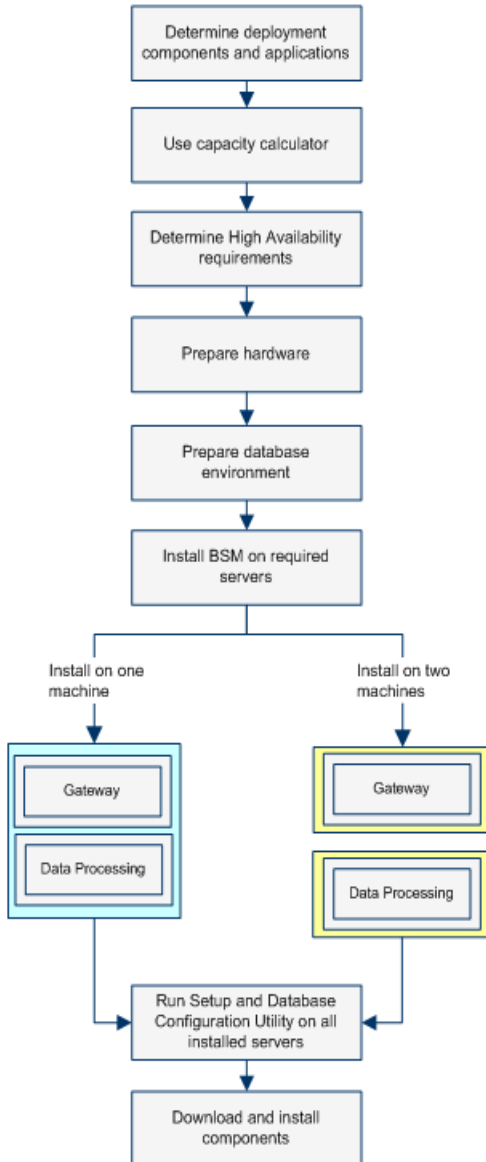 Determine deployment
components and applications
Use capacity calculator
Determine High Availability
requirements
Prepare hardware
Prepare database
environment
Install BSM on required
servers
Install on one
machine
Install on two
machines
Gateway
Data Processing
Gateway
Data Processing
Run Setup and Database
Configuration Utility on all
installed servers
Download and install
components